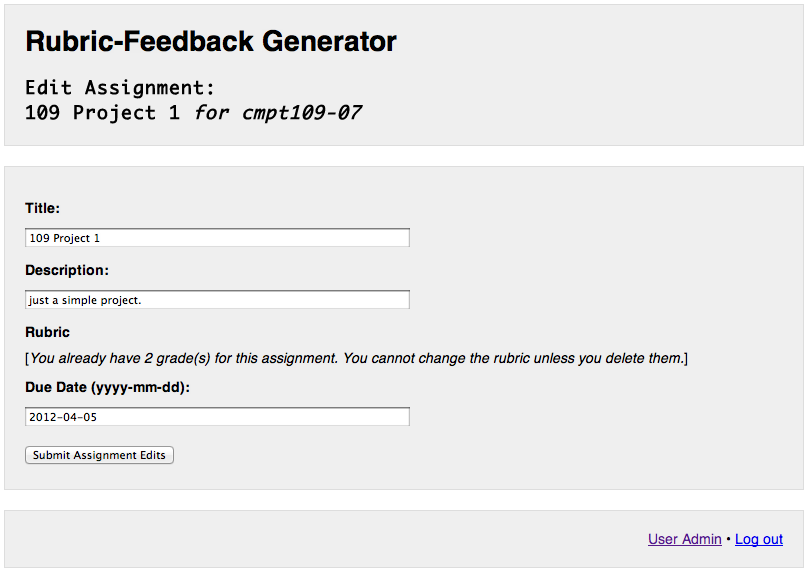 Rubric-Feedback Generator
Edit Assignment:
109 Project 1 for cmpt109-07
Title:
109 Project 1
Description:
just a simple project.
Rubric
[You already have 2 grade(s) for this assignment. You cannot change the rubric unless you delete them.]
Due Date (yyyy-mm-dd):
2012-04-05
Submit Assignment Edits
User Admin • Log out